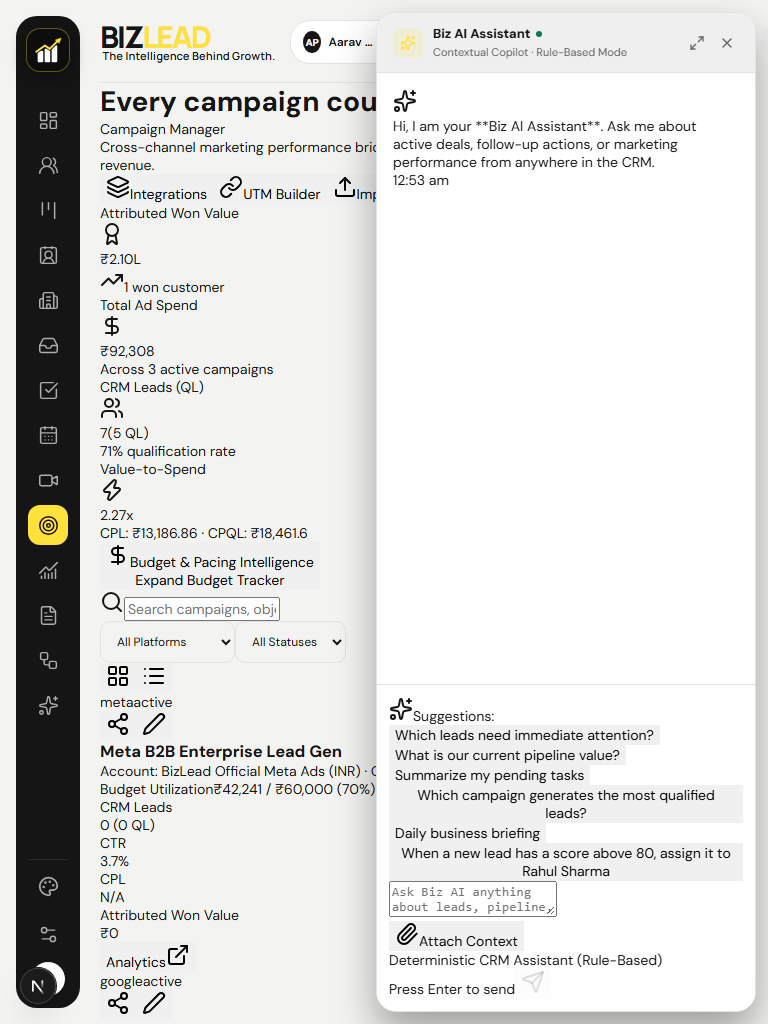 BIZLEAD
The Intelligence Behind Growth.
AP
Aarav ...
Every campaign cou
Campaign Manager
Cross-channel marketing performance bri
revenue.
Integrations
UTM Builder
Imp
Attributed Won Value
₹2.10L
1 won customer
Total Ad Spend
₹92,308
Across 3 active campaigns
CRM Leads (QL)
7(5 QL)
71% qualification rate
Value-to-Spend
2.27x
CPL: ₹13,186.86 · CPQL: ₹18,461.6
Budget & Pacing Intelligence
Expand Budget Tracker
Search campaigns, obj
All Platforms
All Statuses
metaactive
Meta B2B Enterprise Lead Gen
Account: BizLead Official Meta Ads (INR) ·
Budget Utilization₹42,241 / ₹60,000 (70%)
CRM Leads
0 (0 QL)
CTR
3.7%
CPL
N/A
Attributed Won Value
₹0
Analytics
googleactive
N
Biz AI Assistant
Contextual Copilot · Rule-Based Mode
Hi, I am your **Biz AI Assistant**. Ask me about
active deals, follow-up actions, or marketing
performance from anywhere in the CRM.
12:53 am
Suggestions:
Which leads need immediate attention?
What is our current pipeline value?
Summarize my pending tasks
Which campaign generates the most qualified
leads?
Daily business briefing
When a new lead has a score above 80, assign it to
Rahul Sharma
Ask Biz AI anything
about leads, pipeline,
Attach Context
Deterministic CRM Assistant (Rule-Based)
Press Enter to send